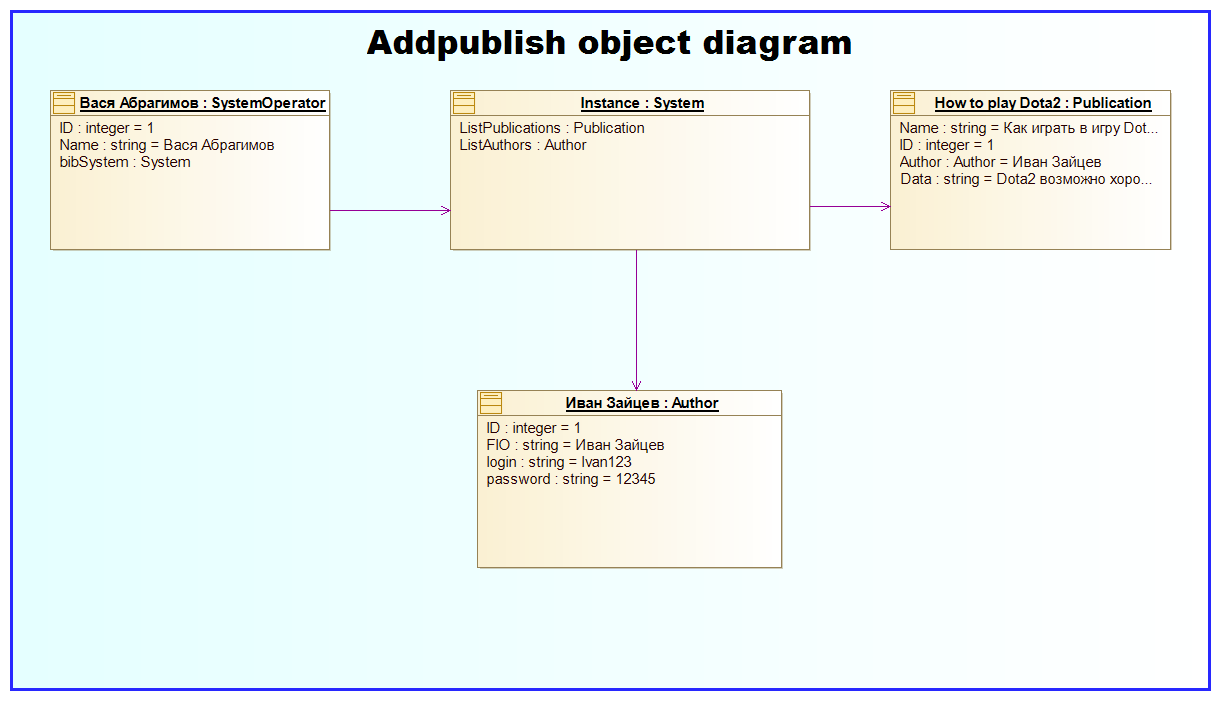 Addpublish object diagram
Вася Абрагимов : SystemOperator
ID : integer = 1
Name : string = Вася Абрагимов
bibSystem : System
Instance : System
ListPublications : Publication
ListAuthors : Author
How to play Dota2 : Publication
Name : string = Как играть в игру Dot...
ID : integer = 1
Author : Author = Иван Зайцев
Data : string = Dota2 возможно хоро...
Иван Зайцев : Author
ID : integer = 1
FIO : string = Иван Зайцев
login : string = Ivan123
password : string = 12345